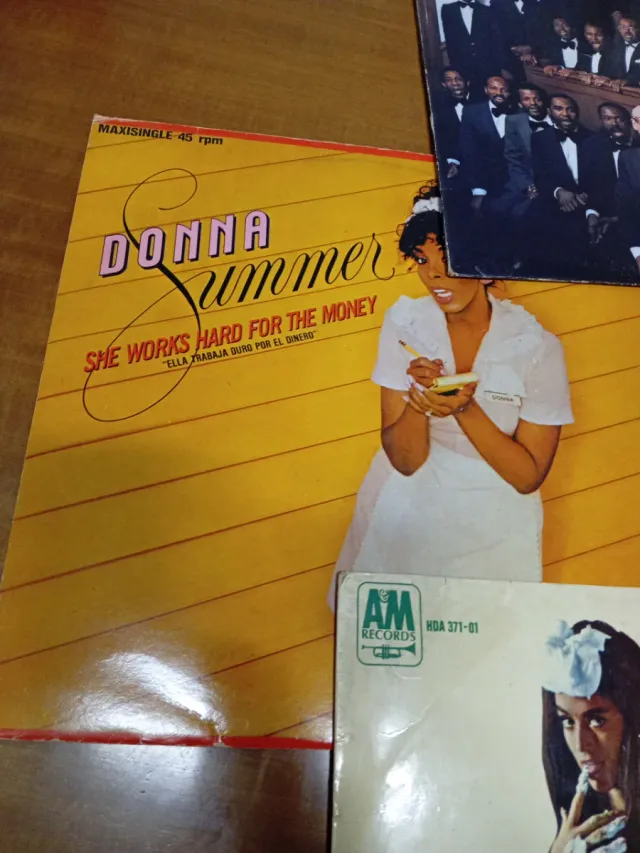 MAXISINGLE 45 rpm
DONNA
Summer
SHE WORKS HARD FOR THE MONEY
"ELLA TRABAJA DURO POR EL DINERO"
DONNA
A&M
RECORDS
HDA 371-01